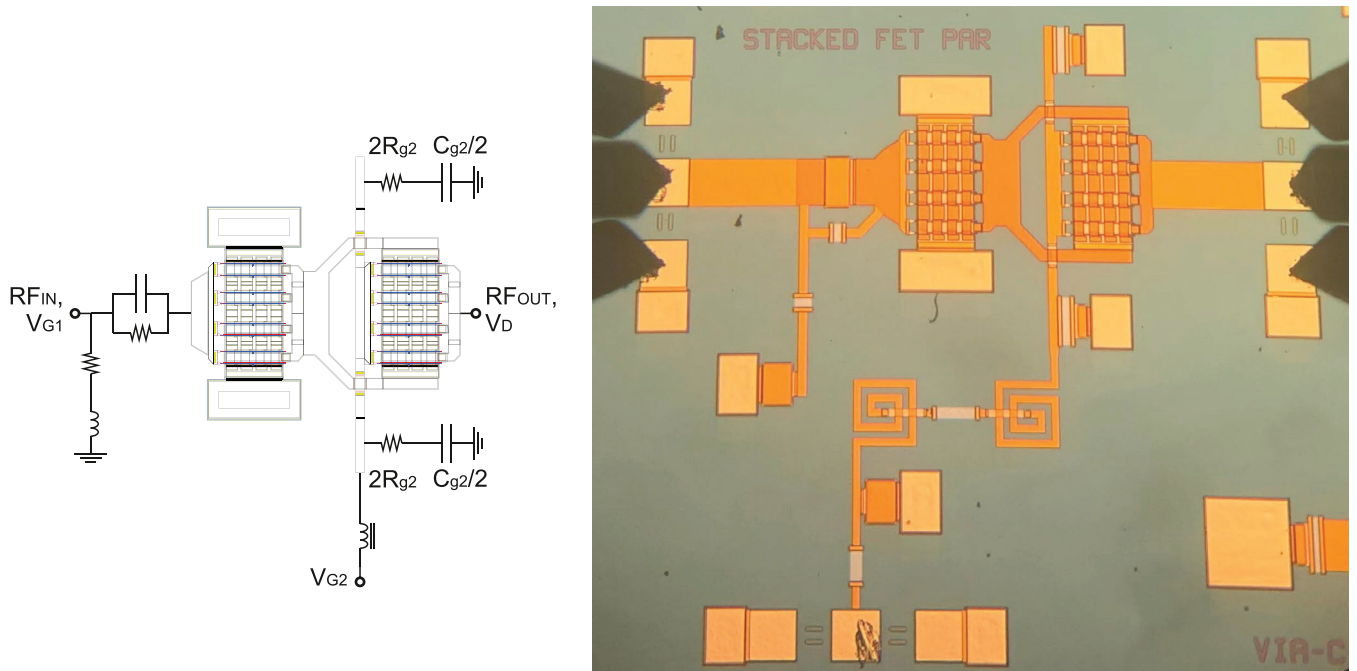 STACKED FET PAR
2Rg2 Cg2/2
RFIN,
VG1
RFOUT,
VD
2Rg2 Cg2/2
VG2
VIA-C